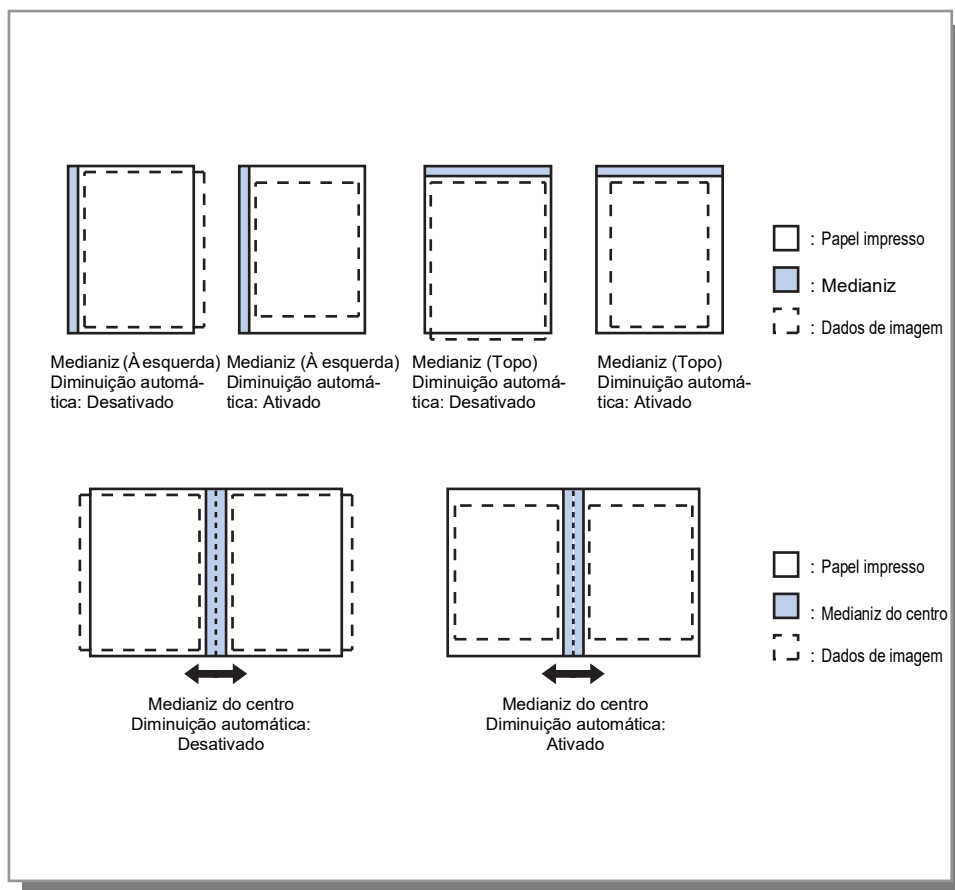 : Papel impresso
: Medianiz
: Dados de imagem
Medianiz (À esquerda)
Diminuição automá-
tica: Desativado
Medianiz (À esquerda)
Diminuição automá-
tica: Ativado
Medianiz (Topo)
Diminuição automá-
tica: Desativado
Medianiz (Topo)
Diminuição automá-
tica: Ativado
: Papel impresso
: Medianiz do centro
: Dados de imagem
Medianiz do centro
Diminuição automática:
Desativado
Medianiz do centro
Diminuição automática:
Ativado